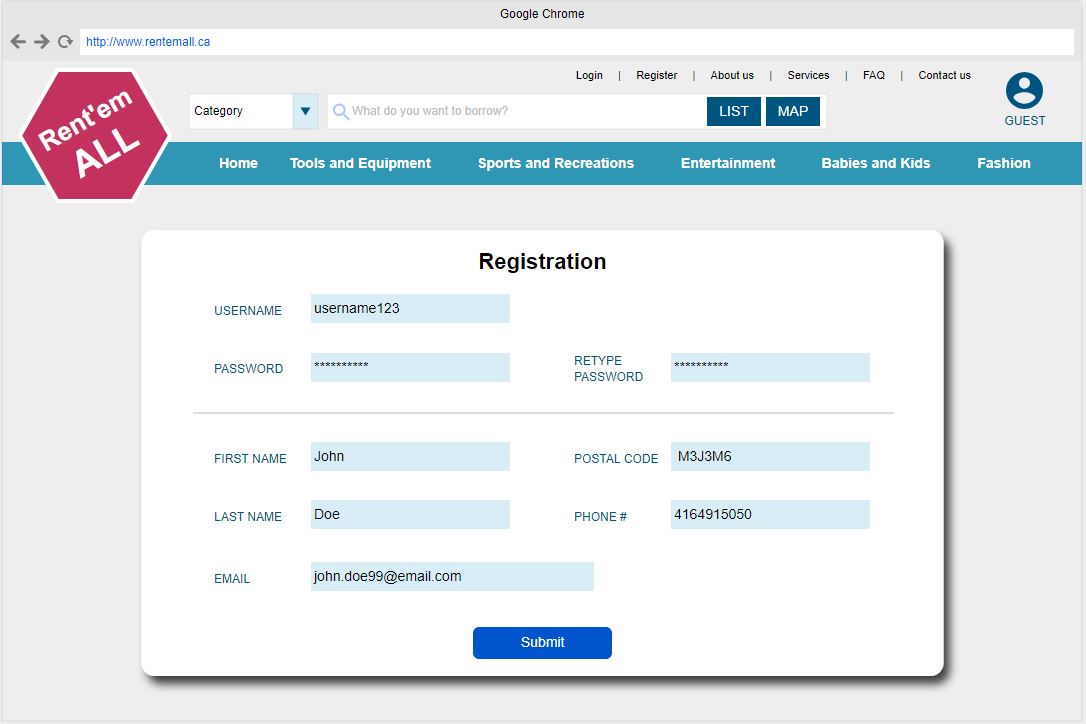 Google Chrome
http://www.rentemall.ca
Login | Register | About us | Services | FAQ | Contact us
Rent'em
ALL
Category ▼ What do you want to borrow? LIST MAP
GUEST
Home Tools and Equipment Sports and Recreations Entertainment Babies and Kids Fashion
Registration
USERNAME username123
PASSWORD ********** RETYPE PASSWORD **********
FIRST NAME John POSTAL CODE M3J3M6
LAST NAME Doe PHONE # 4164915050
EMAIL john.doe99@email.com
Submit